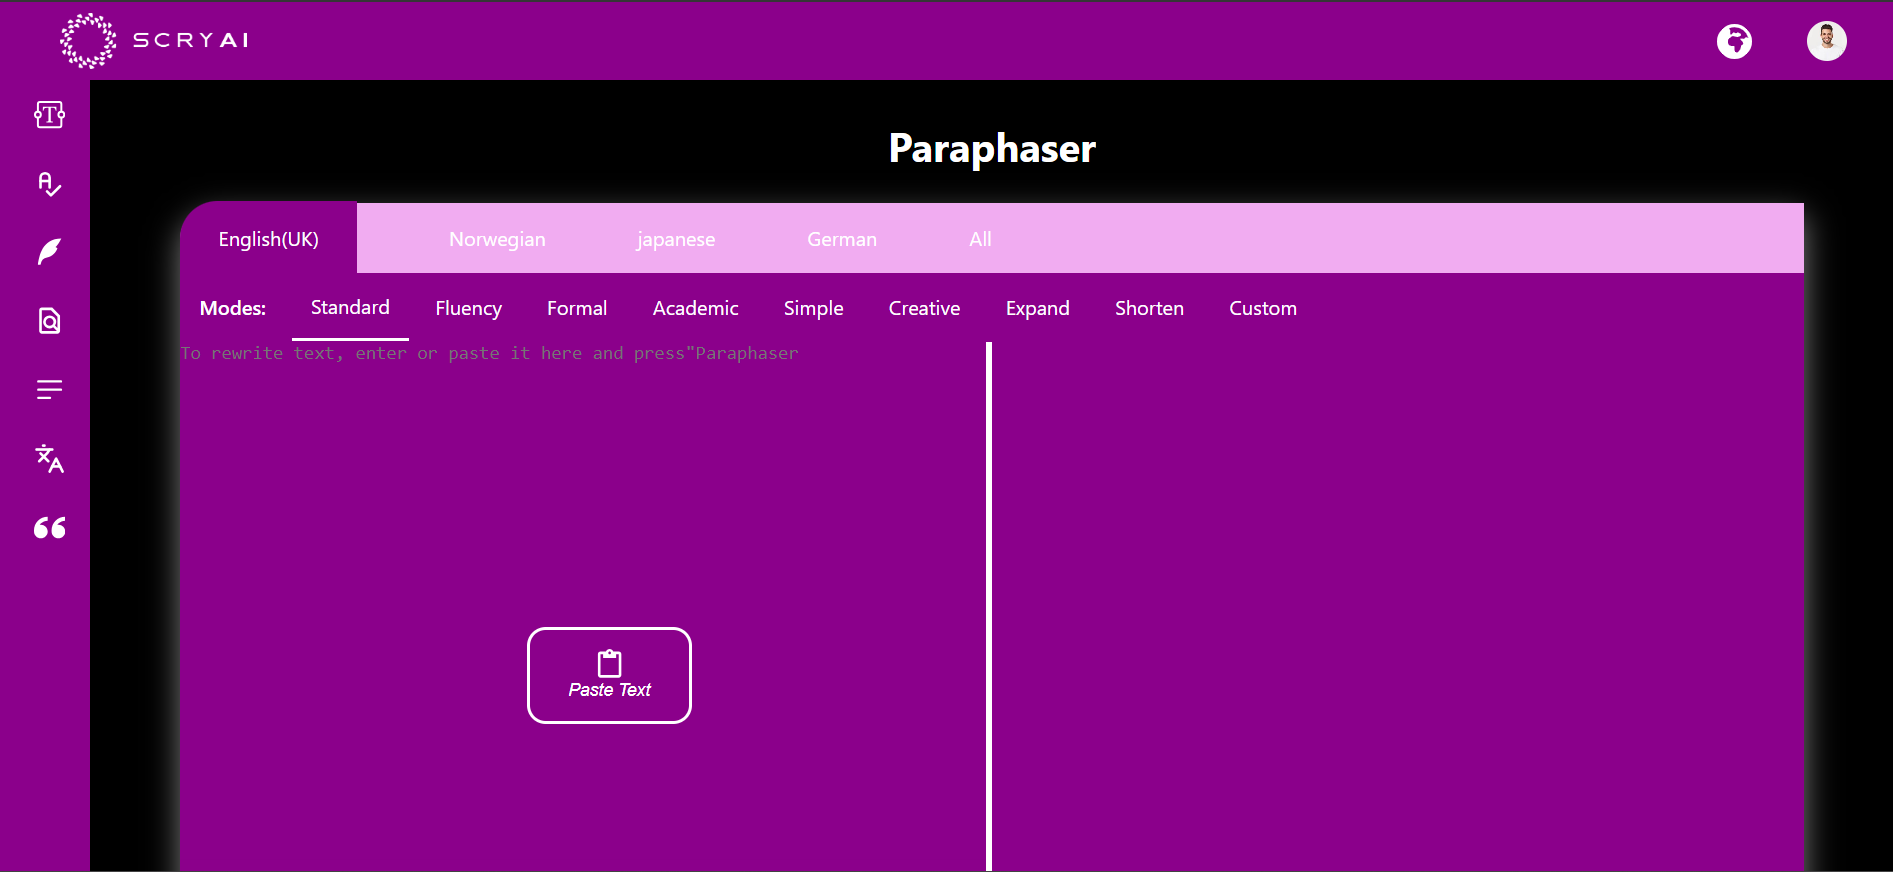 SCRYAI
Paraphaser
English(UK) Norwegian japanese German All
Modes: Standard Fluency Formal Academic Simple Creative Expand Shorten Custom
To rewrite text, enter or paste it here and press"Paraphaser
Paste Text